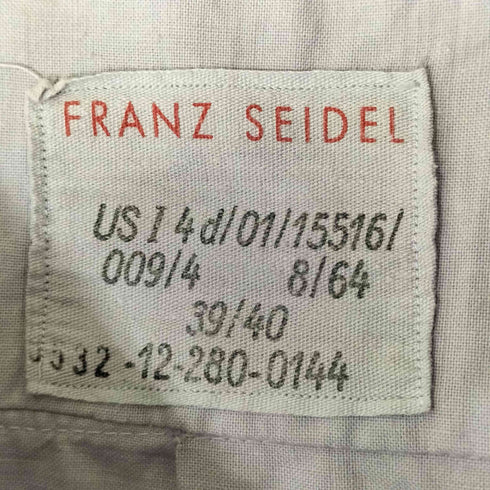 FRANZ SEIDEL
US I 4 d/01/15516/
009/4 8/64
39/40
-12-280-0144